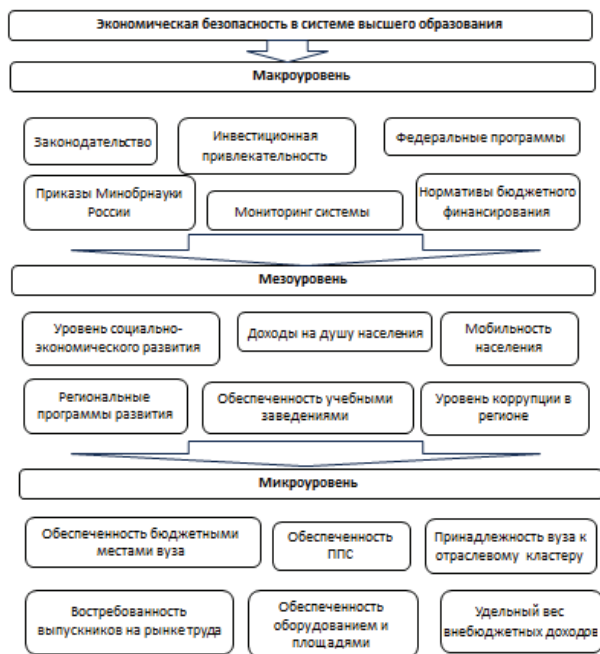 Экономическая безопасность в системе высшего образования
Макроуровень
Законодательство
Инвестиционная
привлекательность
Федеральные программы
Приказы Минобрнауки
России
Мониторинг системы
Нормативы бюджетного
финансирования
Мезоуровень
Уровень социально-
экономического развития
Доходы на душу населения
Мобильность
населения
Региональные
программы развития
Обеспеченность учебными
заведениями
Уровень коррупции в
регионе
Микроуровень
Обеспеченность бюджетными
местами вуза
Обеспеченность
ППС
Принадлежность вуза к
отраслевому кластеру
Востребованность
выпускников на рынке труда
Обеспеченность
оборудованием и
площадями
Удельный вес
внебюджетных доходов